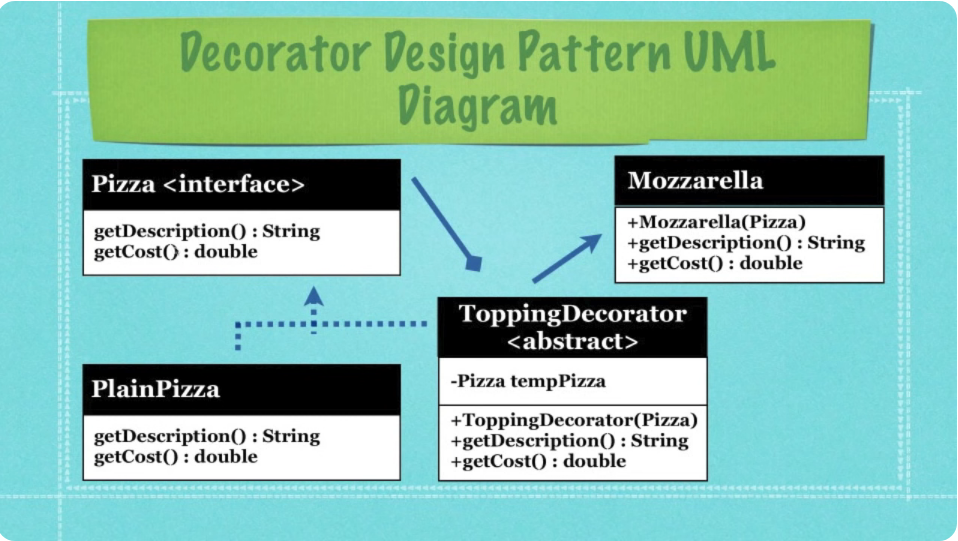 Decorator Design Pattern UML
Diagram
Pizza <interface>
getDescription() : String
getCost() : double
Mozzarella
+Mozzarella(Pizza)
+getDescription() : String
+getCost() : double
ToppingDecorator
<abstract>
-Pizza tempPizza
+ToppingDecorator(Pizza)
+getDescription() : String
+getCost() : double
PlainPizza
getDescription() : String
getCost() : double